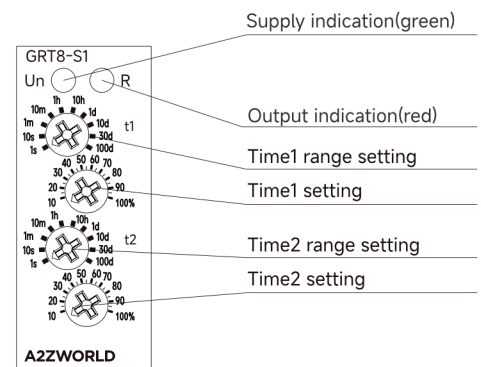 Supply indication(green)
GRT8-S1
Un R
Output indication(red)
1s 10s 1m 10m 1h 10h 1d 10d 30d 100d
t1
Time1 range setting
10 20 30 40 50 60 70 80 90 100%
Time1 setting
1s 10s 1m 10m 1h 10h 1d 10d 30d 100d
t2
Time2 range setting
10 20 30 40 50 60 70 80 90 100%
Time2 setting
A2ZWORLD